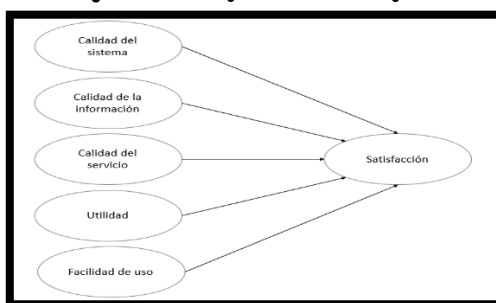 Calidad del
sistema
Calidad de la
información
Calidad del
servicio
Satisfacción
Utilidad
Facilidad de uso